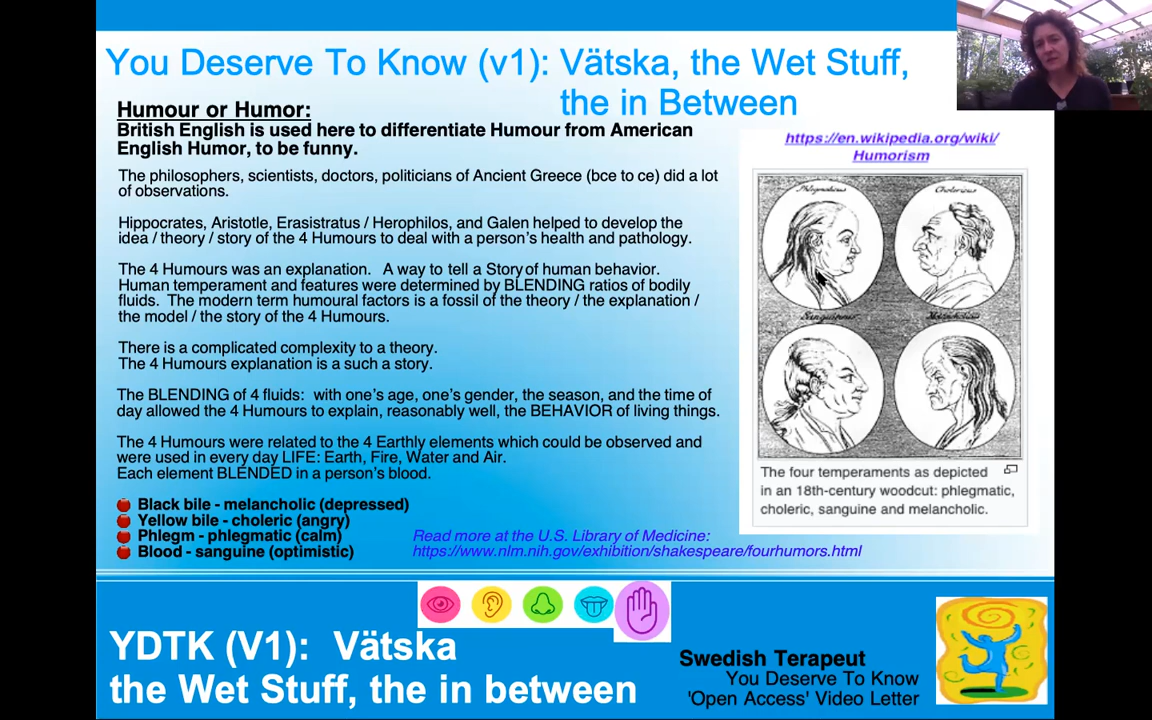 You Deserve To Know (v1): Vätska, the Wet Stuff,
the in Between
Humour or Humor:
British English is used here to differentiate Humour from American
English Humor, to be funny.
The philosophers, scientists, doctors, politicians of Ancient Greece (bce to ce) did a lot
of observations.
Hippocrates, Aristotle, Erasistratus / Herophilos, and Galen helped to develop the
idea / theory / story of the 4 Humours to deal with a person's health and pathology.
The 4 Humours was an explanation. A way to tell a Story of human behavior.
Human temperament and features were determined by BLENDING ratios of bodily
fluids. The modern term humoural factors is a fossil of the theory / the explanation /
the model / the story of the 4 Humours.
There is a complicated complexity to a theory.
The 4 Humours explanation is a such a story.
The BLENDING of 4 fluids: with one's age, one's gender, the season, and the time of
day allowed the 4 Humours to explain, reasonably well, the BEHAVIOR of living things.
The 4 Humours were related to the 4 Earthly elements which could be observed and
were used in every day LIFE: Earth, Fire, Water and Air.
Each element BLENDED in a person's blood.
Black bile - melancholic (depressed)
Yellow bile - choleric (angry)
Phlegm - phlegmatic (calm)
Blood - sanguine (optimistic)
Read more at the U.S. Library of Medicine:
https://www.nlm.nih.gov/exhibition/shakespeare/fourhumors.html
https://en.wikipedia.org/wiki/
Humorism
Phlegmaticus Cholericus
Sanguineus Melancholicus
The four temperaments as depicted
in an 18th-century woodcut: phlegmatic,
choleric, sanguine and melancholic.
YDTK (V1): Vätska
the Wet Stuff, the in between
Swedish Terapeut
You Deserve To Know
'Open Access' Video Letter